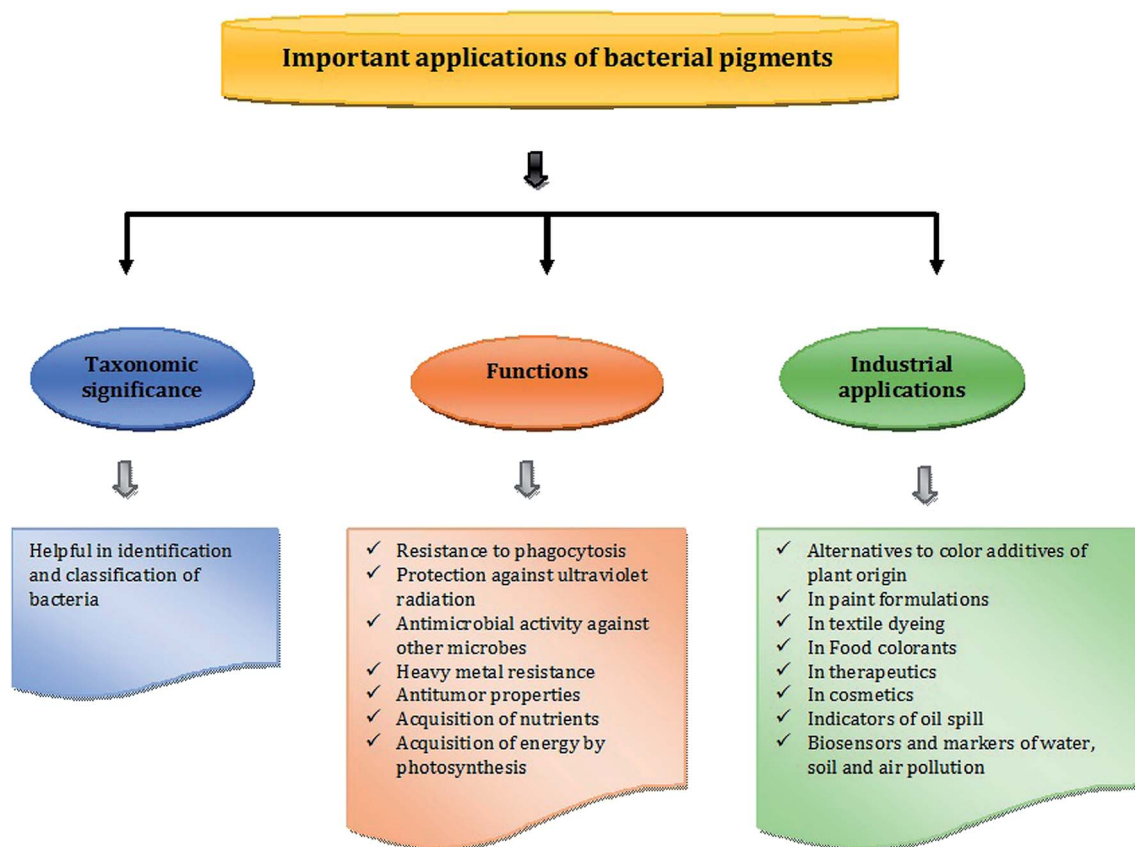 Important applications of bacterial pigments
Taxonomic
significance
Functions
Industrial
applications
Helpful in identification
and classification of
bacteria
✓ Resistance to phagocytosis
✓ Protection against ultraviolet
radiation
✓ Antimicrobial activity against
other microbes
✓ Heavy metal resistance
✓ Antitumor properties
✓ Acquisition of nutrients
✓ Acquisition of energy by
photosynthesis
✓ Alternatives to color additives of
plant origin
✓ In paint formulations
✓ In textile dyeing
✓ In Food colorants
✓ In therapeutics
✓ In cosmetics
✓ Indicators of oil spill
✓ Biosensors and markers of water,
soil and air pollution